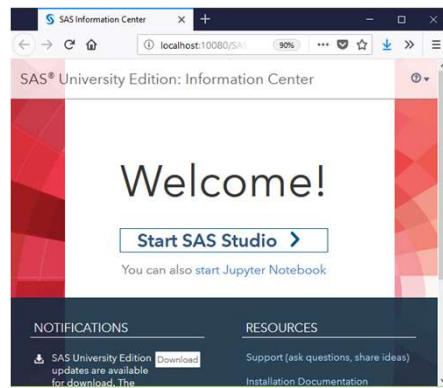 SAS Information Center
localhost:10080/SAS
90%
SAS® University Edition: Information Center
Welcome!
Start SAS Studio
You can also start Jupyter Notebook
NOTIFICATIONS
RESOURCES
SAS University Edition
updates are available
for download. The
Download
Support (ask questions, share ideas)
Installation Documentation